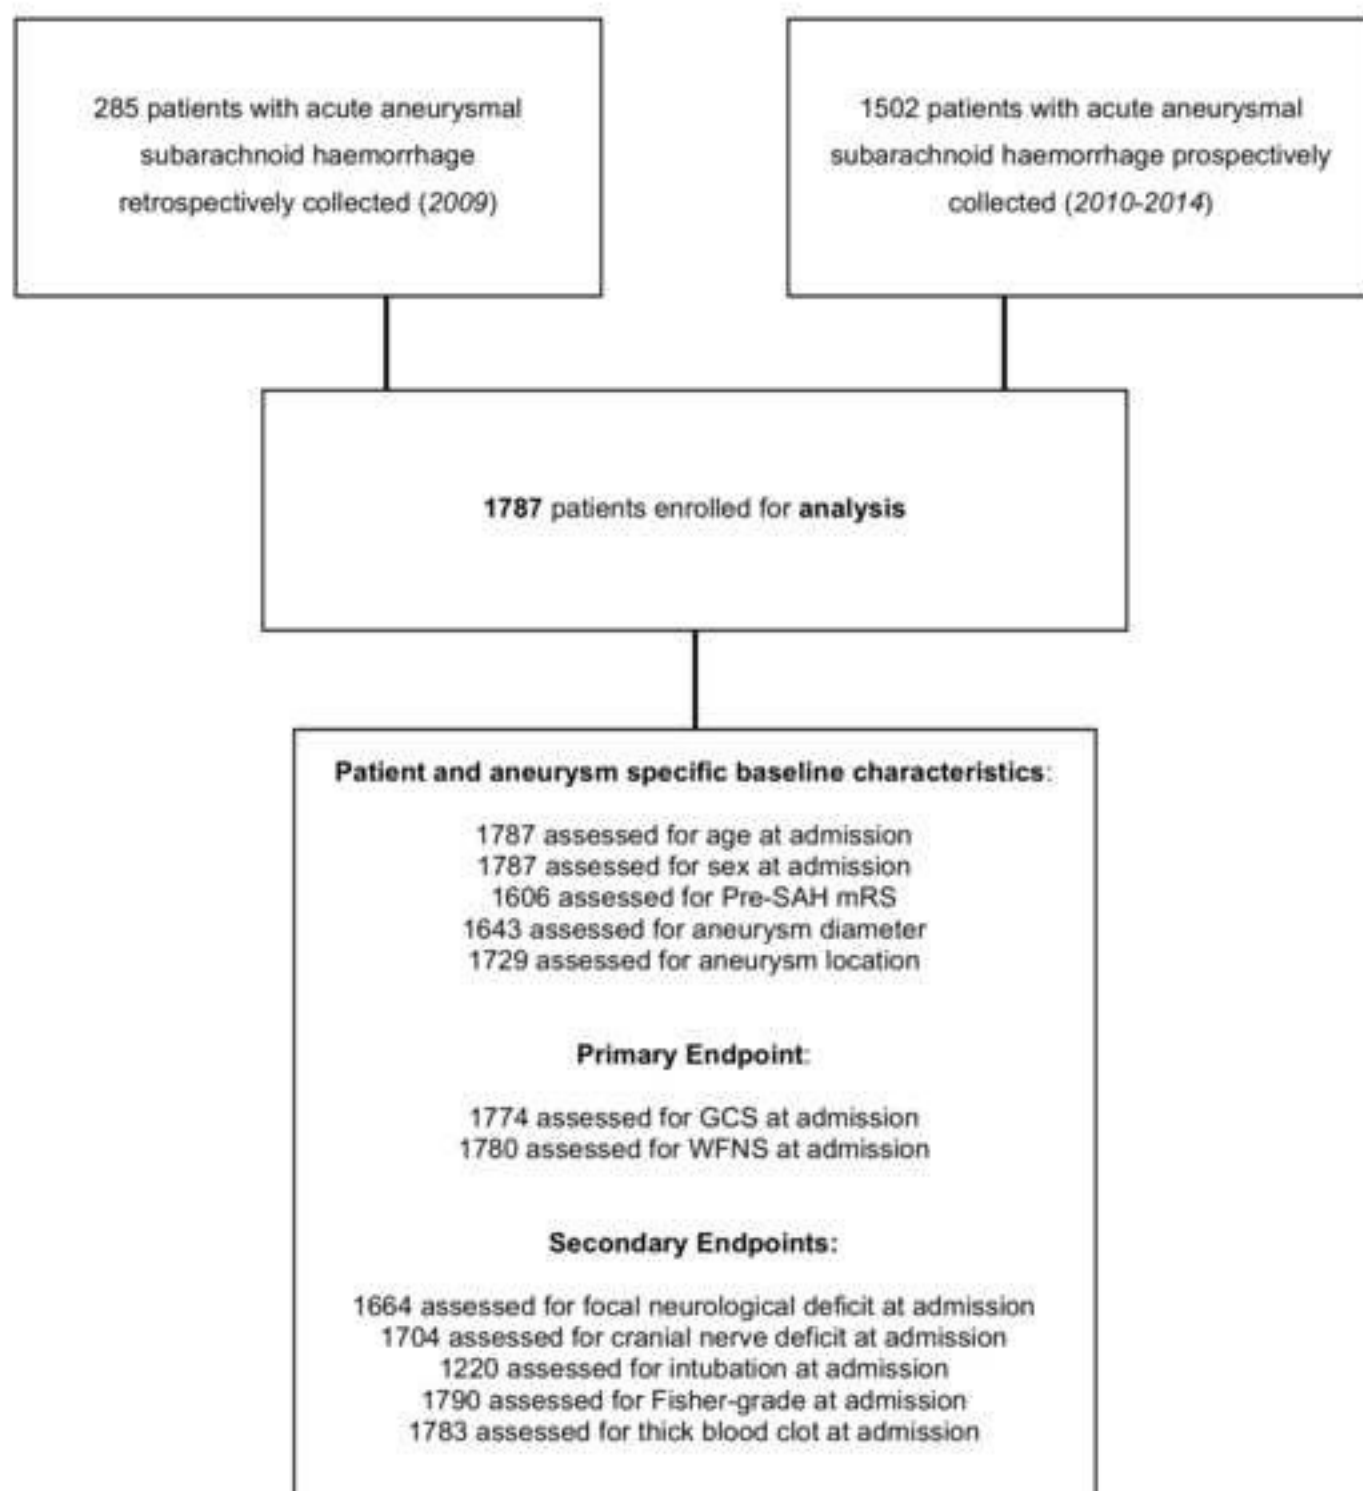 285 patients with acute aneurysmal
subarachnoid haemorrhage
retrospectively collected (2009)
1502 patients with acute aneurysmal
subarachnoid haemorrhage prospectively
collected (2010-2014)
1787 patients enrolled for analysis
Patient and aneurysm specific baseline characteristics:
1787 assessed for age at admission
1787 assessed for sex at admission
1606 assessed for Pre-SAH mRS
1643 assessed for aneurysm diameter
1729 assessed for aneurysm location
Primary Endpoint:
1774 assessed for GCS at admission
1780 assessed for WFNS at admission
Secondary Endpoints:
1664 assessed for focal neurological deficit at admission
1704 assessed for cranial nerve deficit at admission
1220 assessed for intubation at admission
1790 assessed for Fisher-grade at admission
1783 assessed for thick blood clot at admission